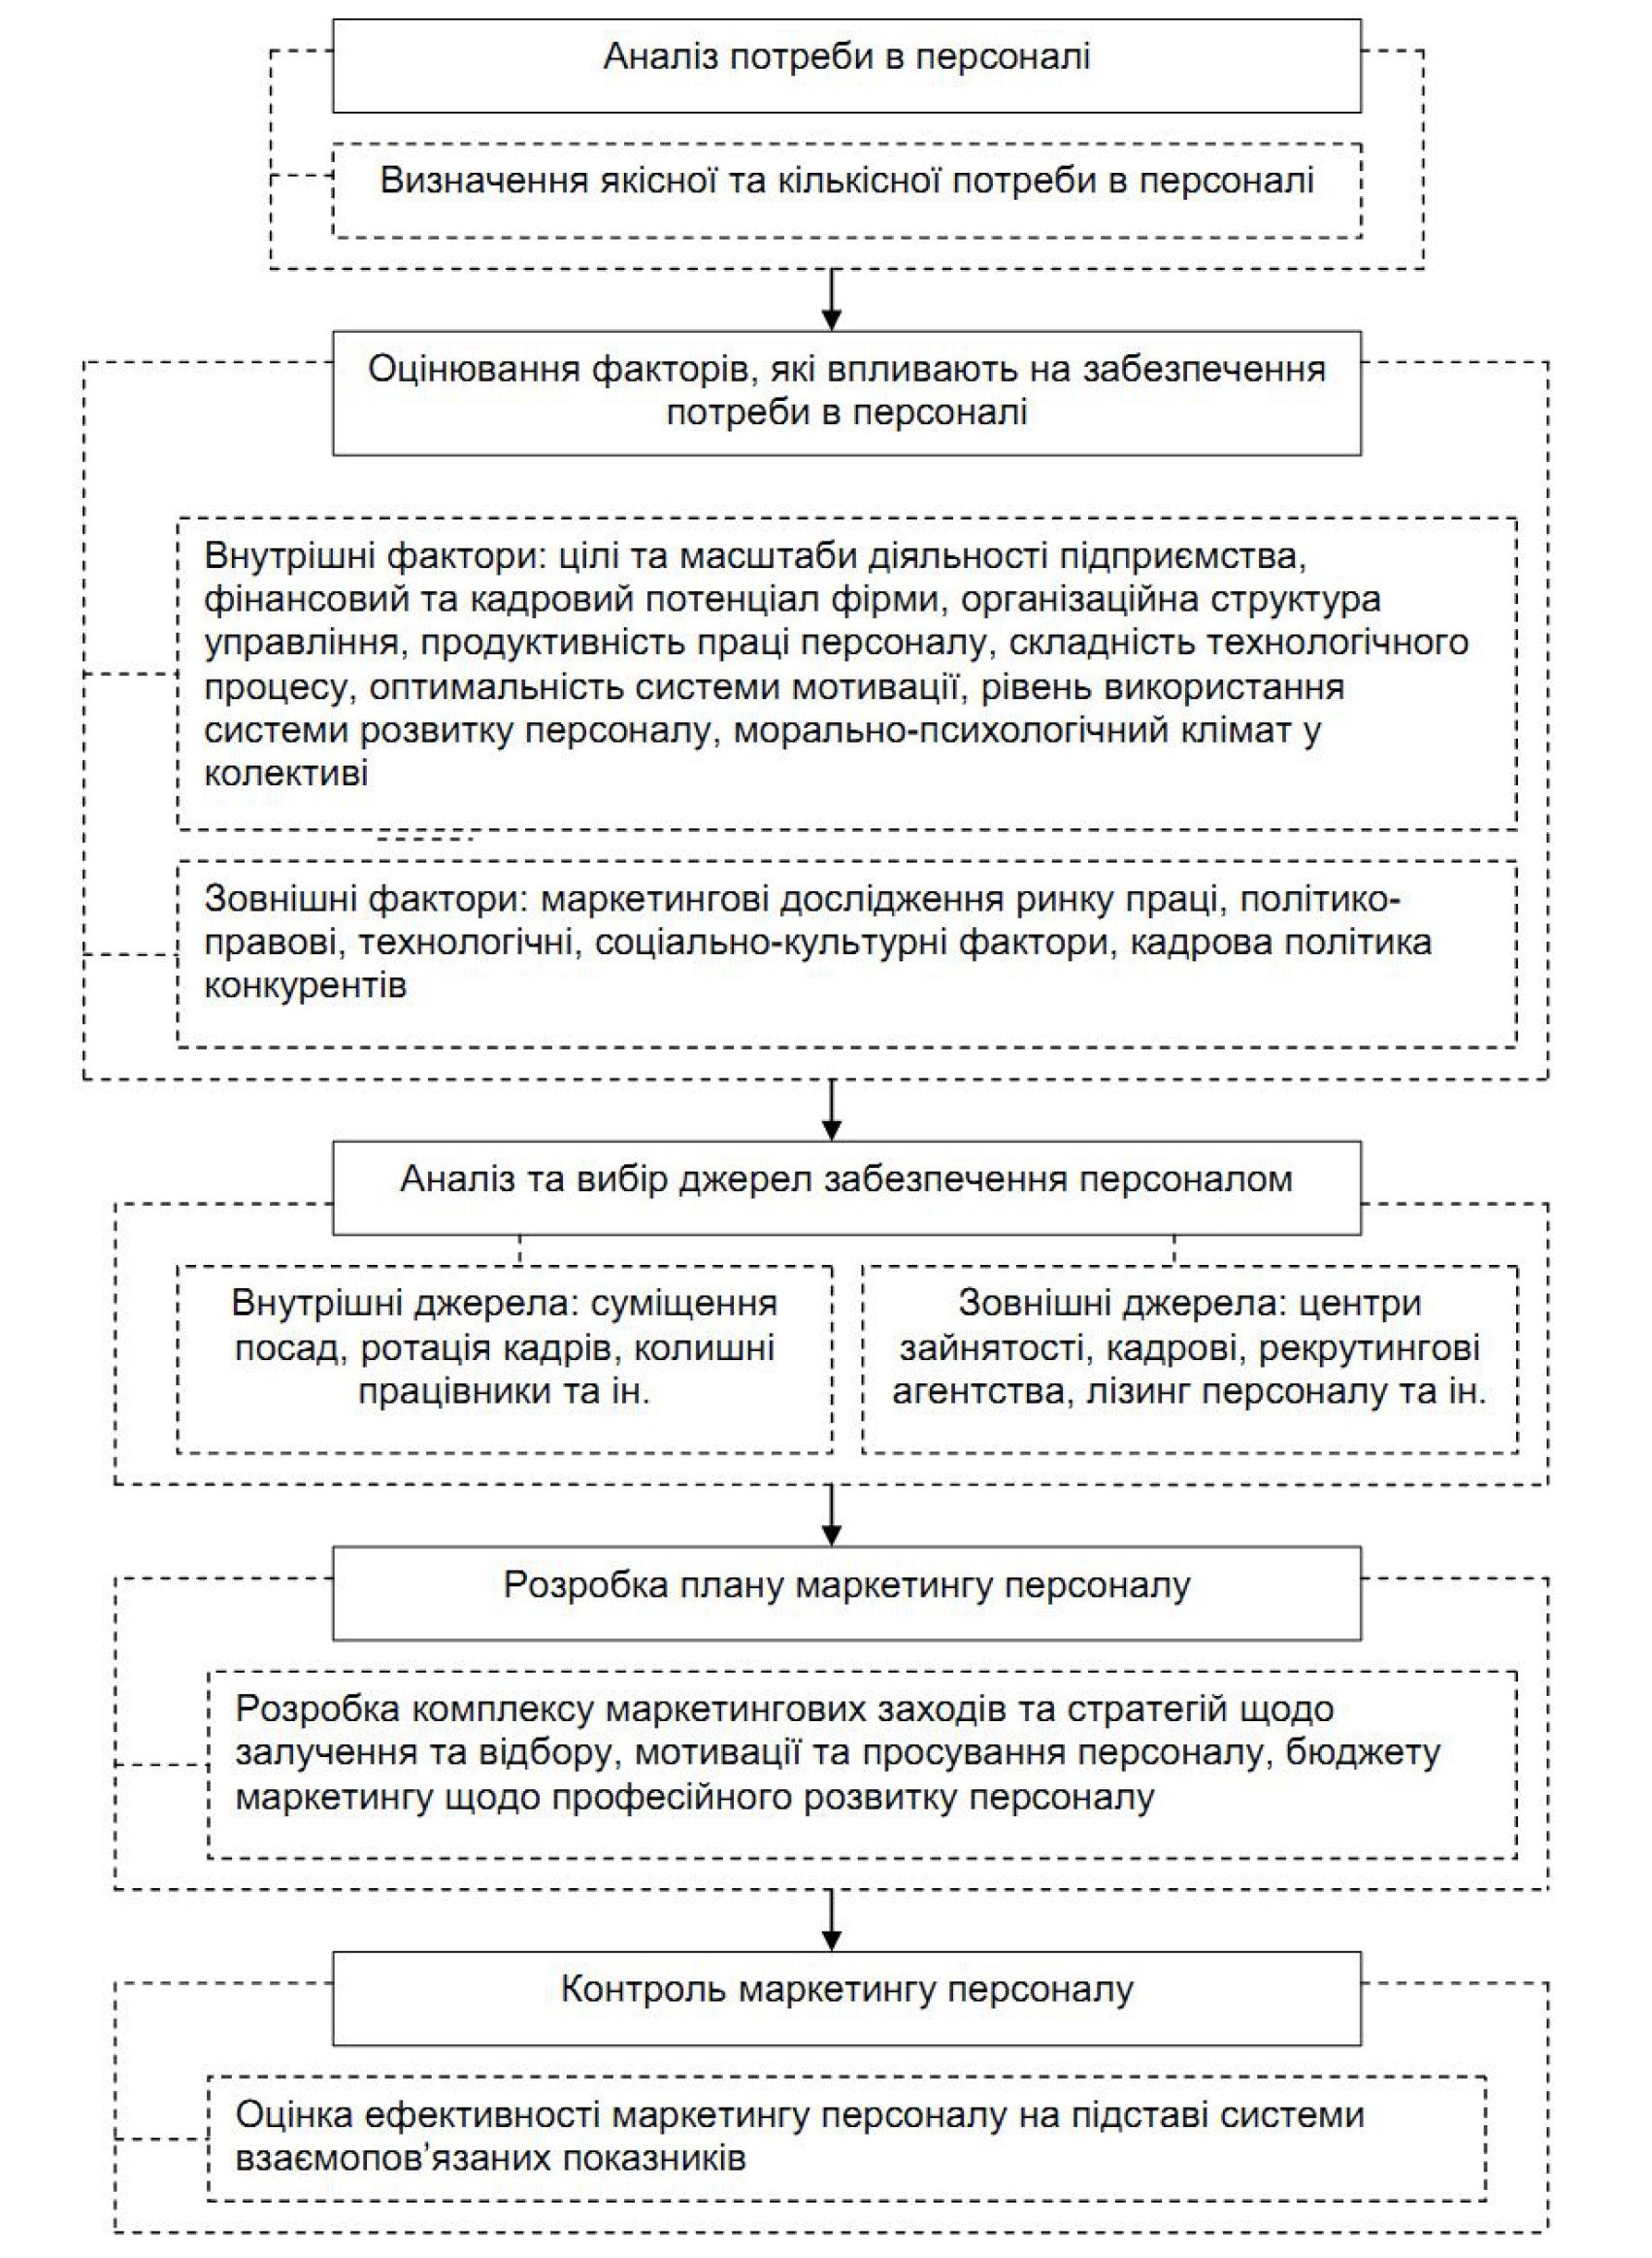 Аналіз потреби в персоналі
Визначення якісної та кількісної потреби в персоналі
Оцінювання факторів, які впливають на забезпечення
потреби в персоналі
Внутрішні фактори: цілі та масштаби діяльності підприємства,
фінансовий та кадровий потенціал фірми, організаційна структура
управління, продуктивність праці персоналу, складність технологічного
процесу, оптимальність системи мотивації, рівень використання
системи розвитку персоналу, морально-психологічний клімат у
колективі
Зовнішні фактори: маркетингові дослідження ринку праці, політико-
правові, технологічні, соціально-культурні фактори, кадрова політика
конкурентів
Аналіз та вибір джерел забезпечення персоналом
Внутрішні джерела: суміщення
посад, ротація кадрів, колишні
працівники та ін.
Зовнішні джерела: центри
зайнятості, кадрові, рекрутингові
агентства, лізинг персоналу та ін.
Розробка плану маркетингу персоналу
Розробка комплексу маркетингових заходів та стратегій щодо
залучення та відбору, мотивації та просування персоналу, бюджету
маркетингу щодо професійного розвитку персоналу
Контроль маркетингу персоналу
Оцінка ефективності маркетингу персоналу на підставі системи
взаємопов’язаних показників